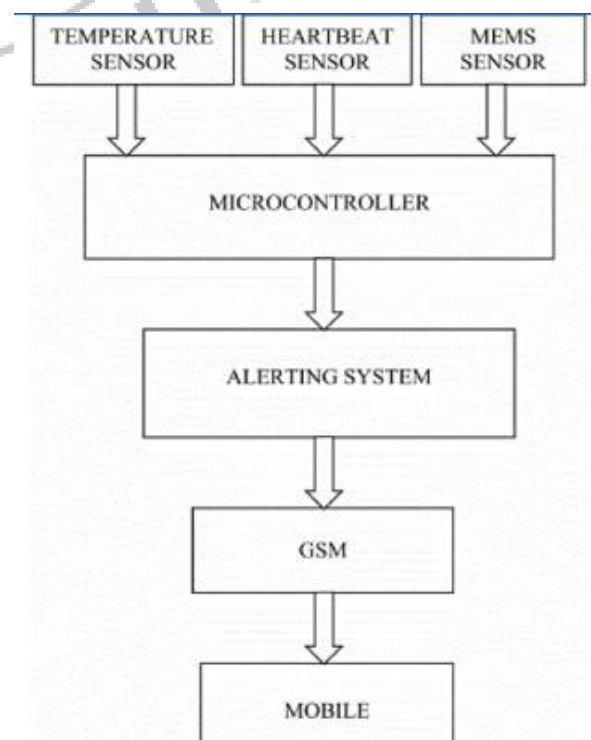 TEMPERATURE
SENSOR
HEARTBEAT
SENSOR
MEMS
SENSOR
MICROCONTROLLER
ALERTING SYSTEM
GSM
MOBILE